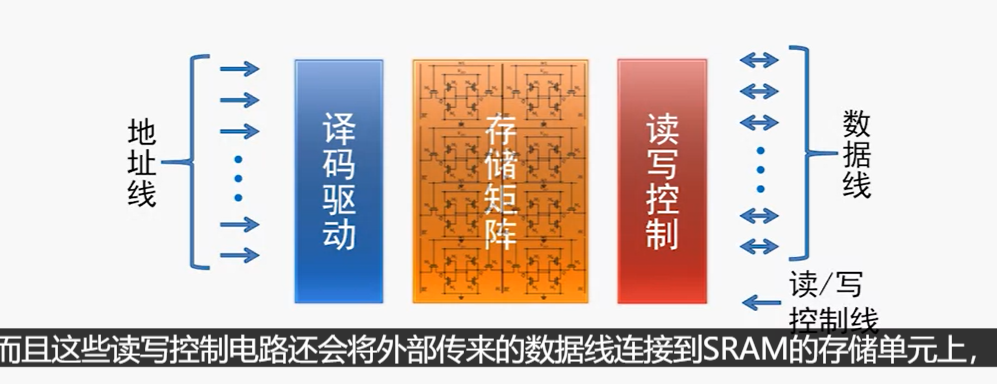 地址线
译码驱动
存储矩阵
读写控制
数据线
读/写
控制线
而且这些读写控制电路还会将外部传来的数据线连接到SRAM的存储单元上，